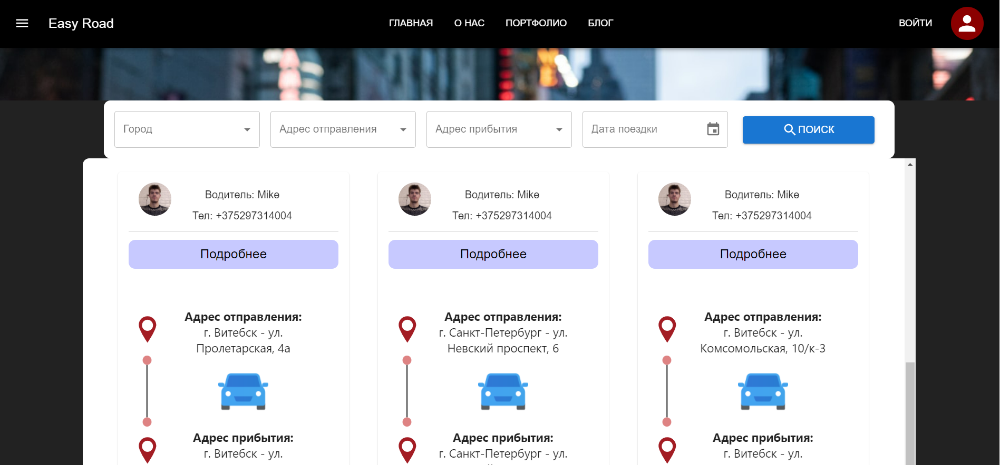 Easy Road
ГЛАВНАЯ О НАС ПОРТФОЛИО БЛОГ
ВОЙТИ
Город
Адрес отправления
Адрес прибытия
Дата поездки
ПОИСК
Водитель: Mike
Тел: +375297314004
Подробнее
Адрес отправления:
г. Витебск - ул.
Пролетарская, 4а
Адрес прибытия:
г. Витебск - ул.
Водитель: Mike
Тел: +375297314004
Подробнее
Адрес отправления:
г. Санкт-Петербург - ул.
Невский проспект, 6
Адрес прибытия:
г. Санкт-Петербург - ул.
Водитель: Mike
Тел: +375297314004
Подробнее
Адрес отправления:
г. Витебск - ул.
Комсомольская, 10/к-3
Адрес прибытия:
г. Витебск - ул.